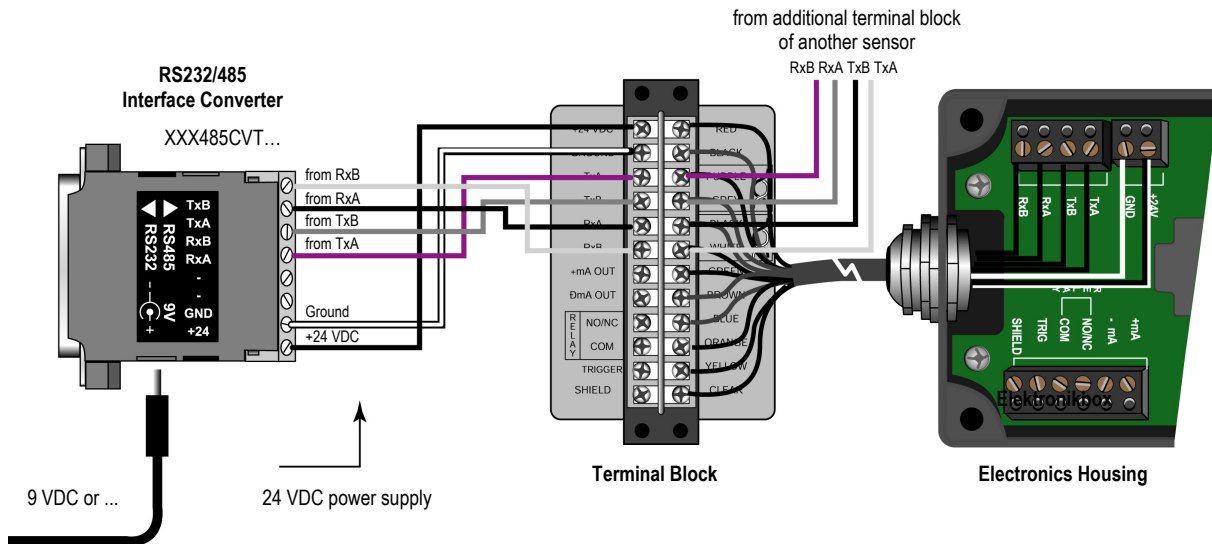 from additional terminal block
of another sensor
RxB RxA TxB TxA
RS232/485
Interface Converter
XXX485CVT…
from RxB
from RxA
from TxB
from TxA
Ground
+24 VDC
TxB
TxA
RxB
RxA
-
-
GND
+24
RS485
RS232
9V
- +
+24 VDC
GROUND
TxA
TxB
RxA
RxB
+mA OUT
ÐmA OUT
RELAY
NO/NC
COM
TRIGGER
SHIELD
RED
BLACK
PURPLE
GREY
BLACK
WHITE
GREEN
BROWN
BLUE
ORANGE
YELLOW
CLEAR
RxB
RxA
TxB
TxA
GND
+24V
SHIELD
TRIG
COM
NO/NC
- mA
+mA
Elektronikbox
Terminal Block
Electronics Housing
9 VDC or ...
24 VDC power supply